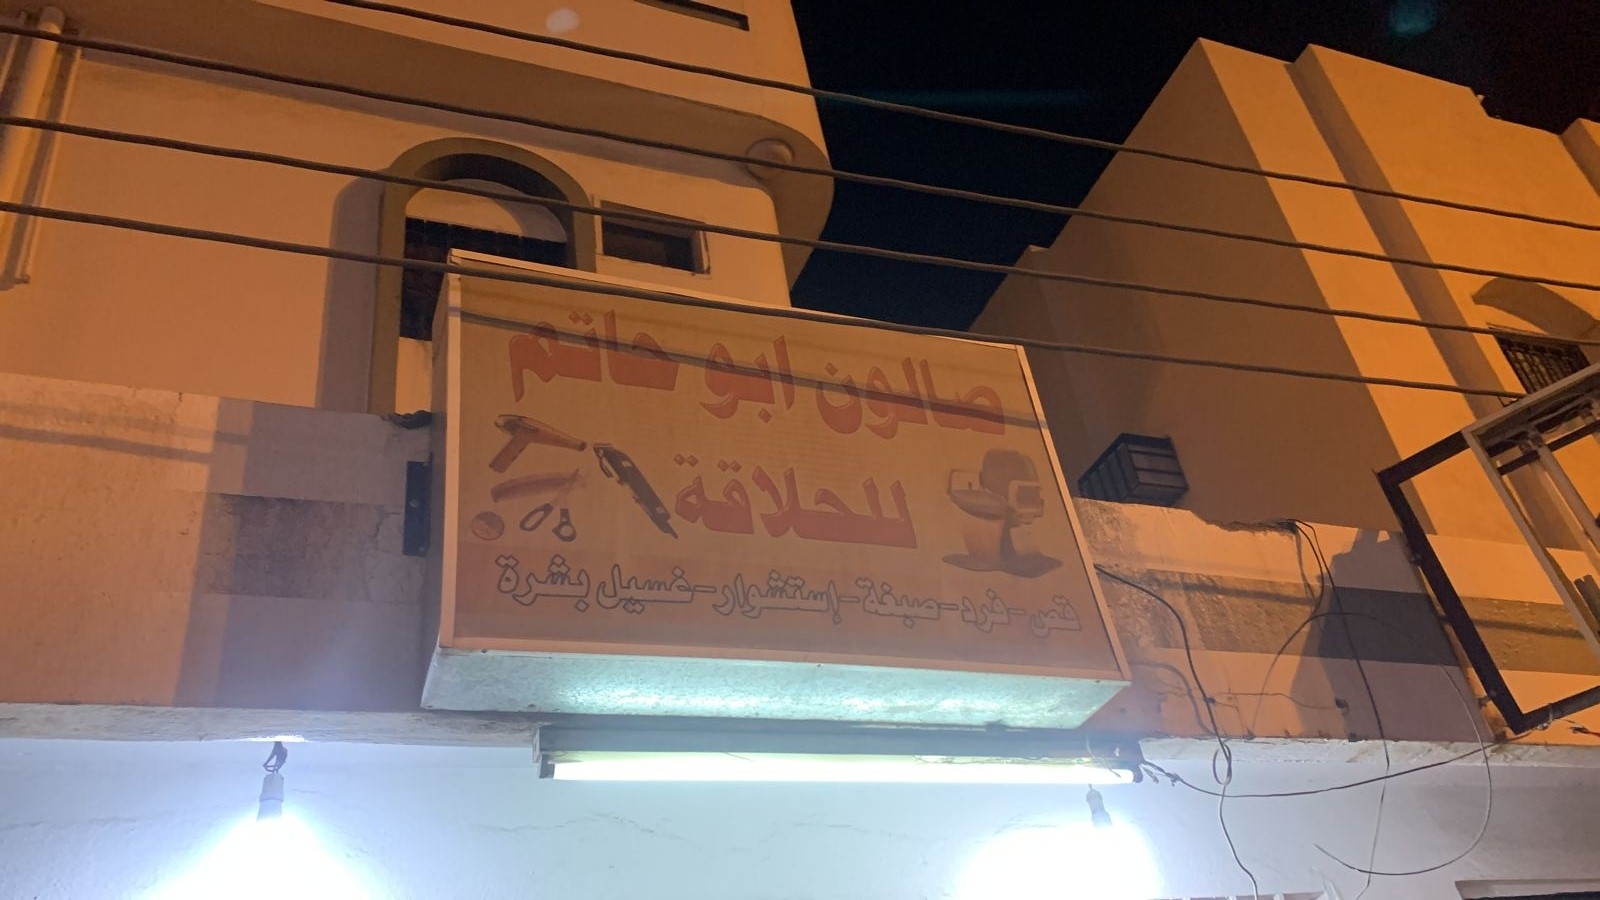 صالون ابو حاتم
للحلاقة
قص-فرد-صبغة-إستشوار-غسيل بشرة